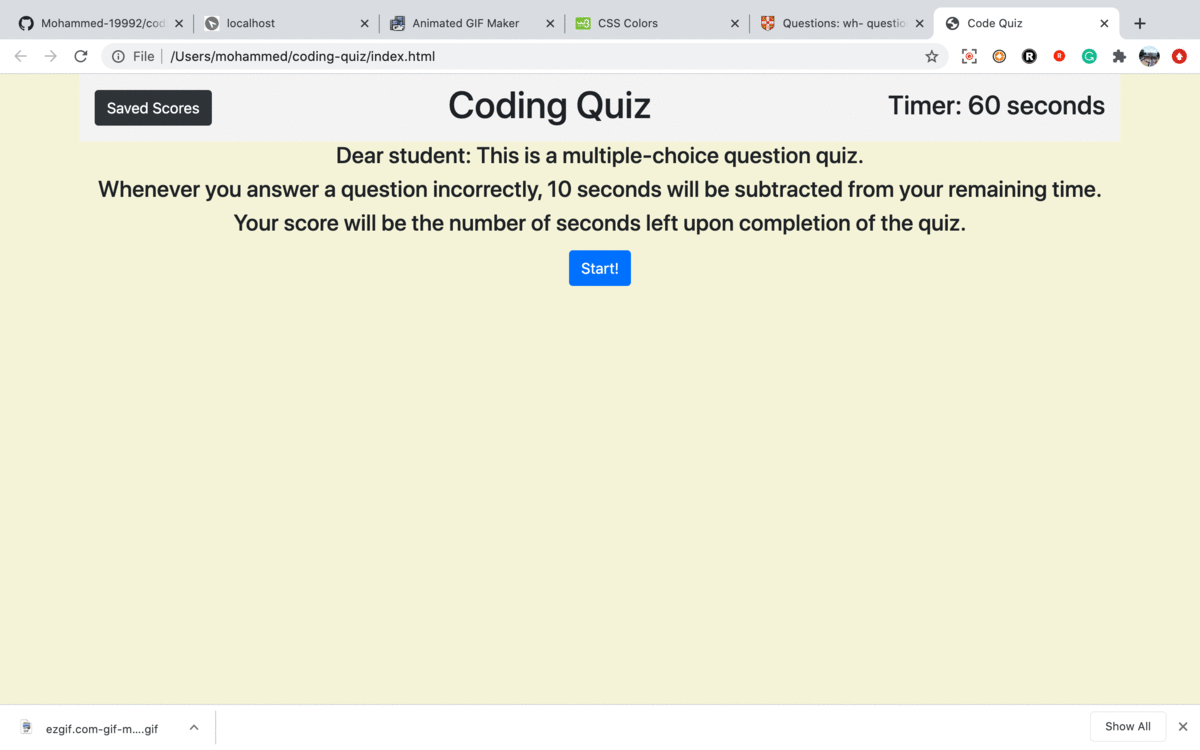 Mohammed-19992/cod
localhost
Animated GIF Maker
CSS Colors
Questions: wh- questio
Code Quiz
File
/Users/mohammed/coding-quiz/index.html
Saved Scores
Coding Quiz
Timer: 60 seconds
Dear student: This is a multiple-choice question quiz.
Whenever you answer a question incorrectly, 10 seconds will be subtracted from your remaining time.
Your score will be the number of seconds left upon completion of the quiz.
Start!
ezgif.com-gif-m....gif
Show All